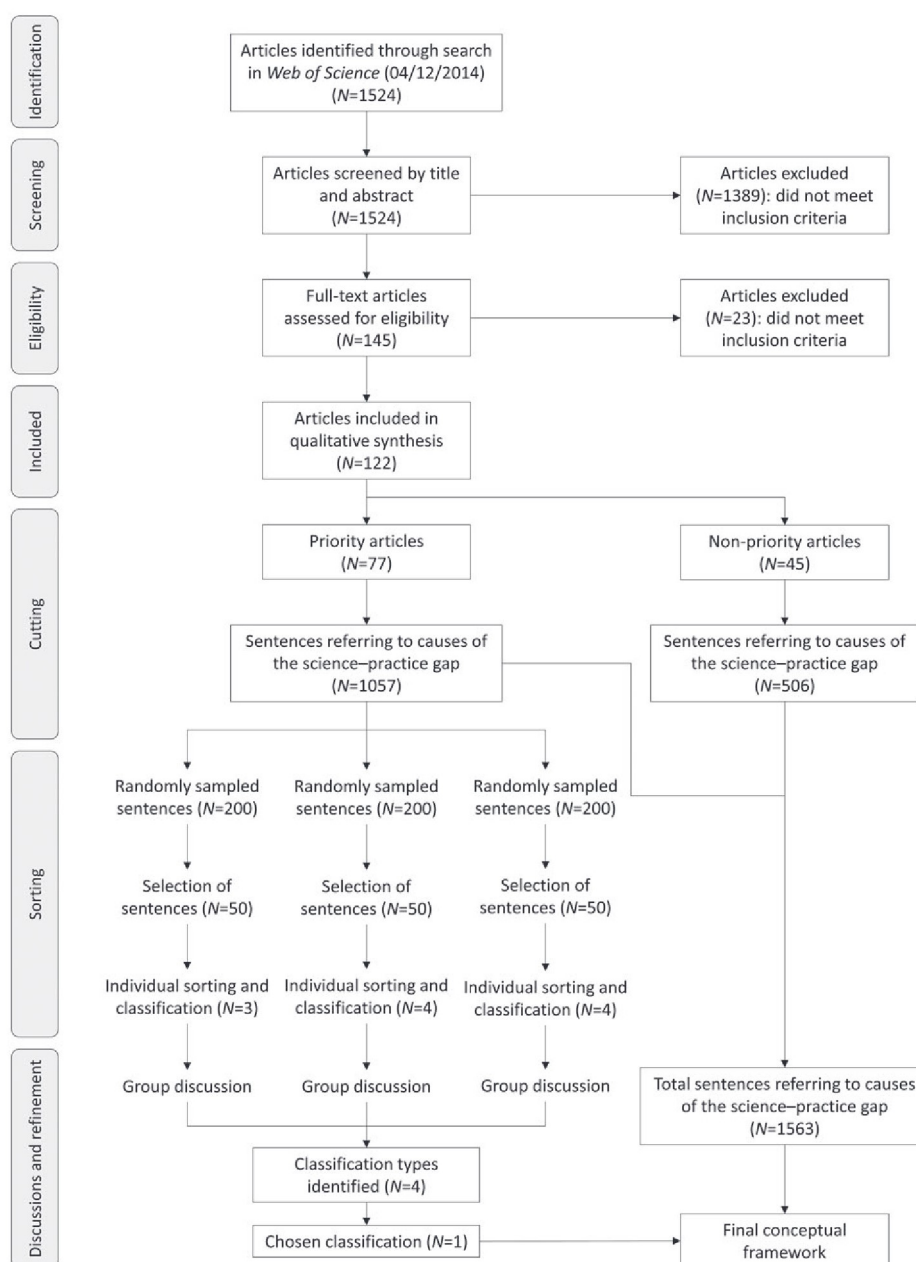 Identification
Articles identified through search
in Web of Science (04/12/2014)
(N=1524)
Screening
Articles screened by title
and abstract
(N=1524)
Articles excluded
(N=1389): did not meet
inclusion criteria
Eligibility
Full-text articles
assessed for eligibility
(N=145)
Articles excluded
(N=23): did not meet
inclusion criteria
Included
Articles included in
qualitative synthesis
(N=122)
Cutting
Priority articles
(N=77)
Non-priority articles
(N=45)
Sentences referring to causes of
the science–practice gap
(N=1057)
Sentences referring to causes of
the science–practice gap
(N=506)
Sorting
Randomly sampled
sentences (N=200)
Randomly sampled
sentences (N=200)
Randomly sampled
sentences (N=200)
Selection of
sentences (N=50)
Selection of
sentences (N=50)
Selection of
sentences (N=50)
Individual sorting and
classification (N=3)
Individual sorting and
classification (N=4)
Individual sorting and
classification (N=4)
Discussions and refinement
Group discussion
Group discussion
Group discussion
Total sentences referring to causes
of the science–practice gap
(N=1563)
Classification types
identified (N=4)
Chosen classification (N=1)
Final conceptual
framework